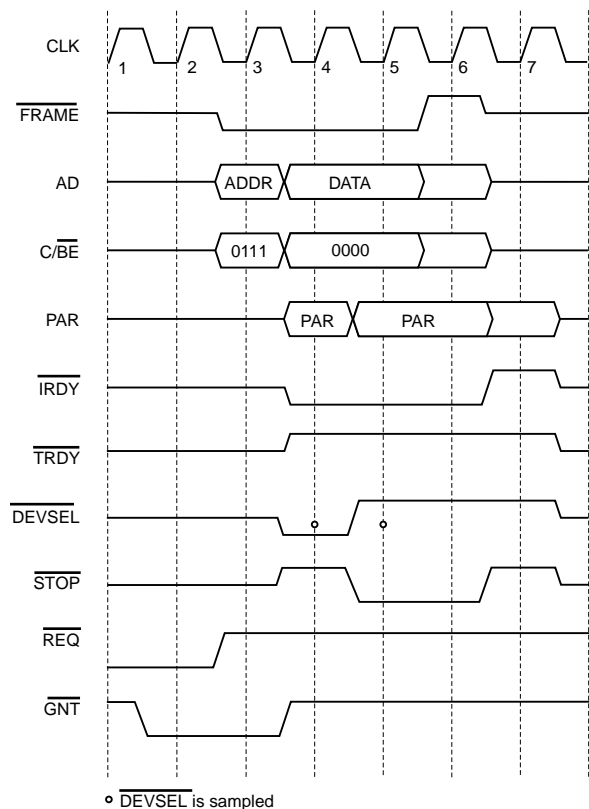 CLK
1 2 3 4 5 6 7
FRAME
AD ADDR DATA
C/BE 0111 0000
PAR PAR PAR
IRDY
TRDY
DEVSEL
STOP
REQ
GNT
DEVSEL is sampled